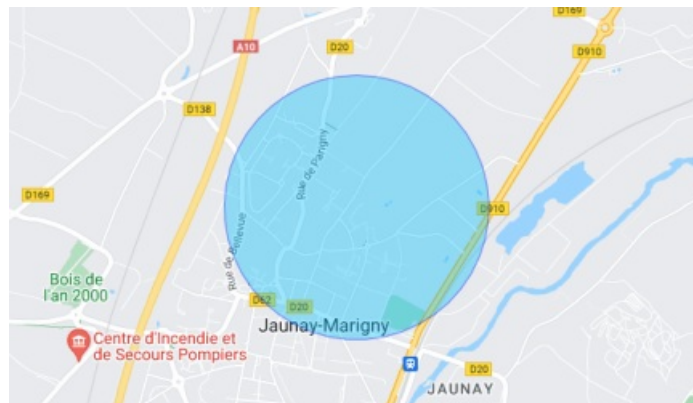 D169
D20
A10
D910
D138
Rue de Parigny
D169
D910
Rue de Bellevue
Bois de
l'an 2000
D62
D20
Jaunay-Marigny
Centre d'Incendie et
de Secours Pompiers
D20
JAUNAY